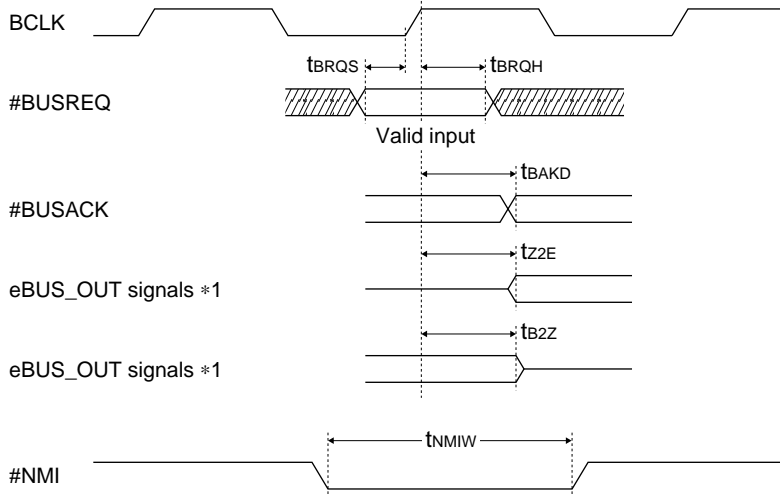 BCLK
tBRQS
tBRQH
#BUSREQ
Valid input
tBAKD
#BUSACK
tZ2E
eBUS_OUT signals ∗1
tB2Z
eBUS_OUT signals ∗1
tNMIW
#NMI